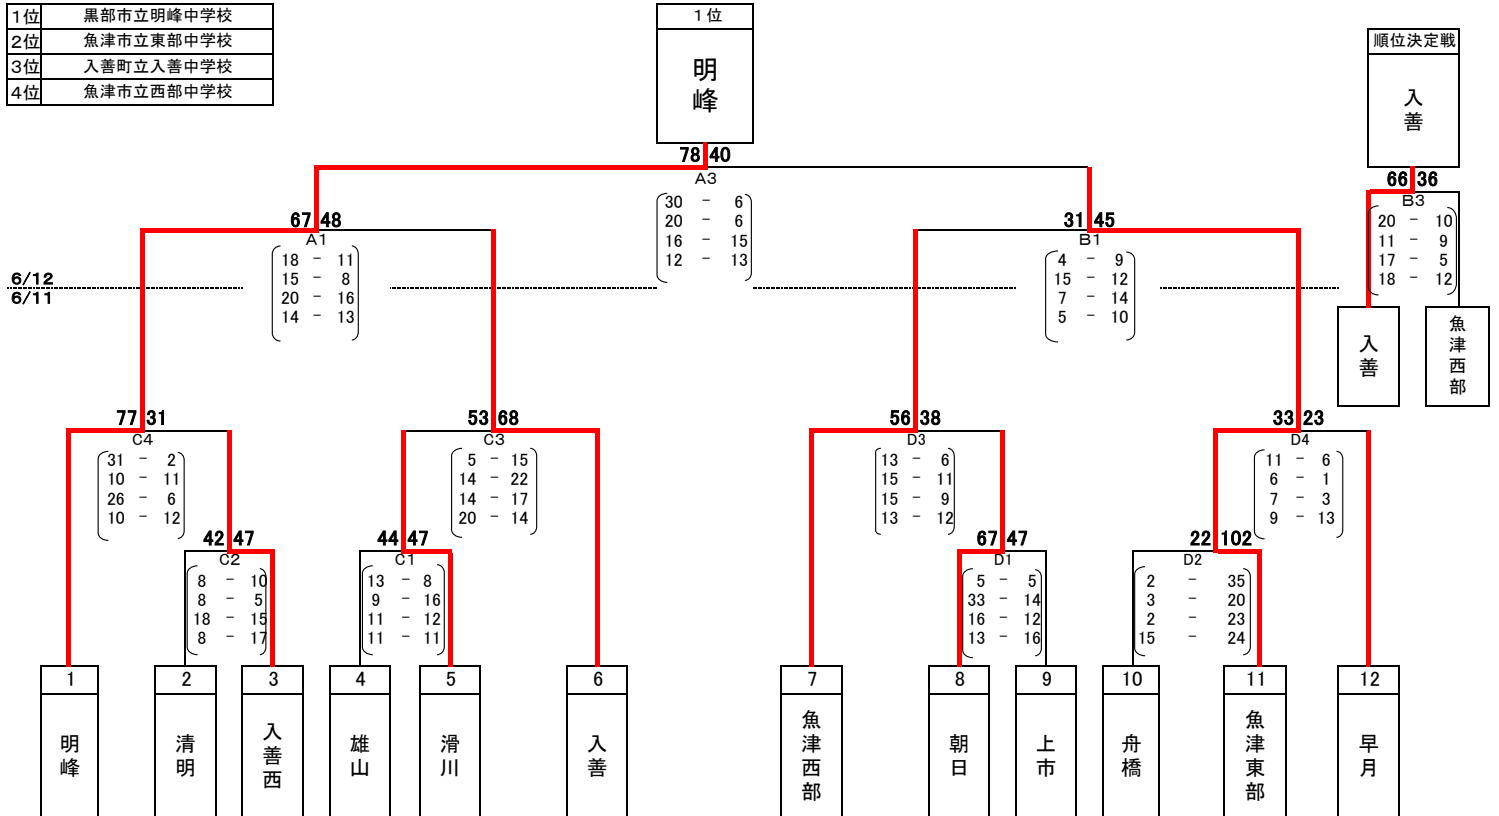 1位 黒部市立明峰中学校
2位 魚津市立東部中学校
3位 入善町立入善中学校
4位 魚津市立西部中学校
1位
明峰
順位決定戦
入善
78 40
A3
30 - 6
20 - 6
16 - 15
12 - 13
66 36
B3
20 - 10
11 - 9
17 - 5
18 - 12
入善
魚津西部
67 48
A1
18 - 11
15 - 8
20 - 16
14 - 13
31 45
B1
4 - 9
15 - 12
7 - 14
5 - 10
6/12
6/11
77 31
C4
31 - 2
10 - 11
26 - 6
10 - 12
53 68
C3
5 - 15
14 - 22
14 - 17
20 - 14
56 38
D3
13 - 6
15 - 11
15 - 9
13 - 12
33 23
D4
11 - 6
6 - 1
7 - 3
9 - 13
42 47
C2
8 - 10
8 - 5
18 - 15
8 - 17
44 47
C1
13 - 8
9 - 16
11 - 12
11 - 11
67 47
D1
5 - 5
33 - 14
16 - 12
13 - 16
22 102
D2
2 - 35
3 - 20
2 - 23
15 - 24
1
明峰
2
清明
3
入善西
4
雄山
5
滑川
6
入善
7
魚津西部
8
朝日
9
上市
10
舟橋
11
魚津東部
12
早月